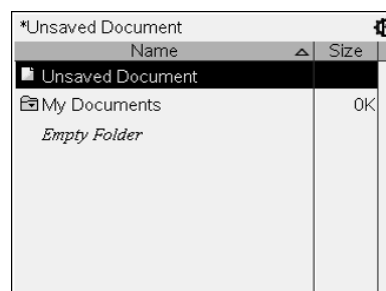 *Unsaved Document
Name Size
Unsaved Document
My Documents 0K
Empty Folder